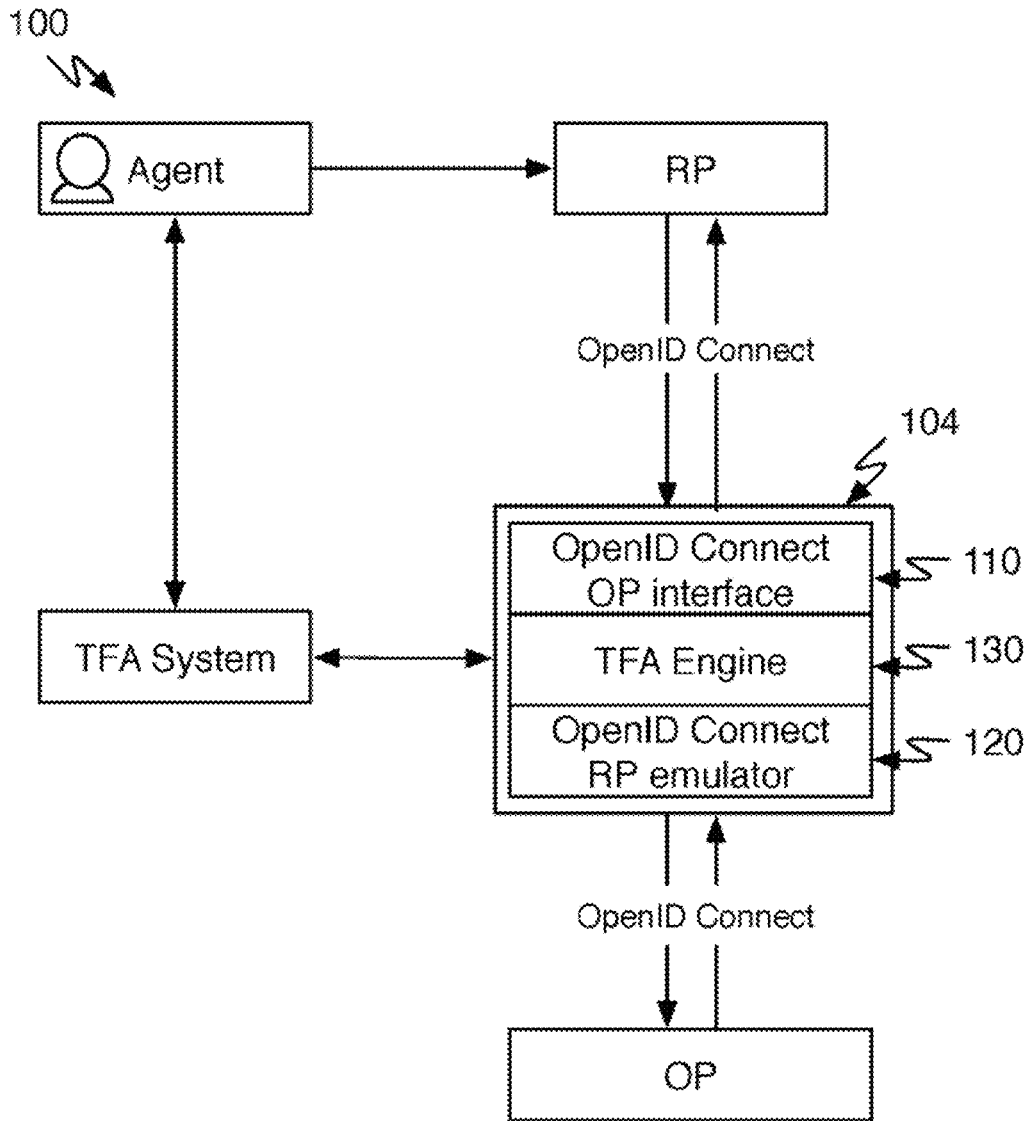 100
Agent
RP
OpenID Connect
104
OpenID Connect
OP interface
110
TFA System
TFA Engine
130
OpenID Connect
RP emulator
120
OpenID Connect
OP